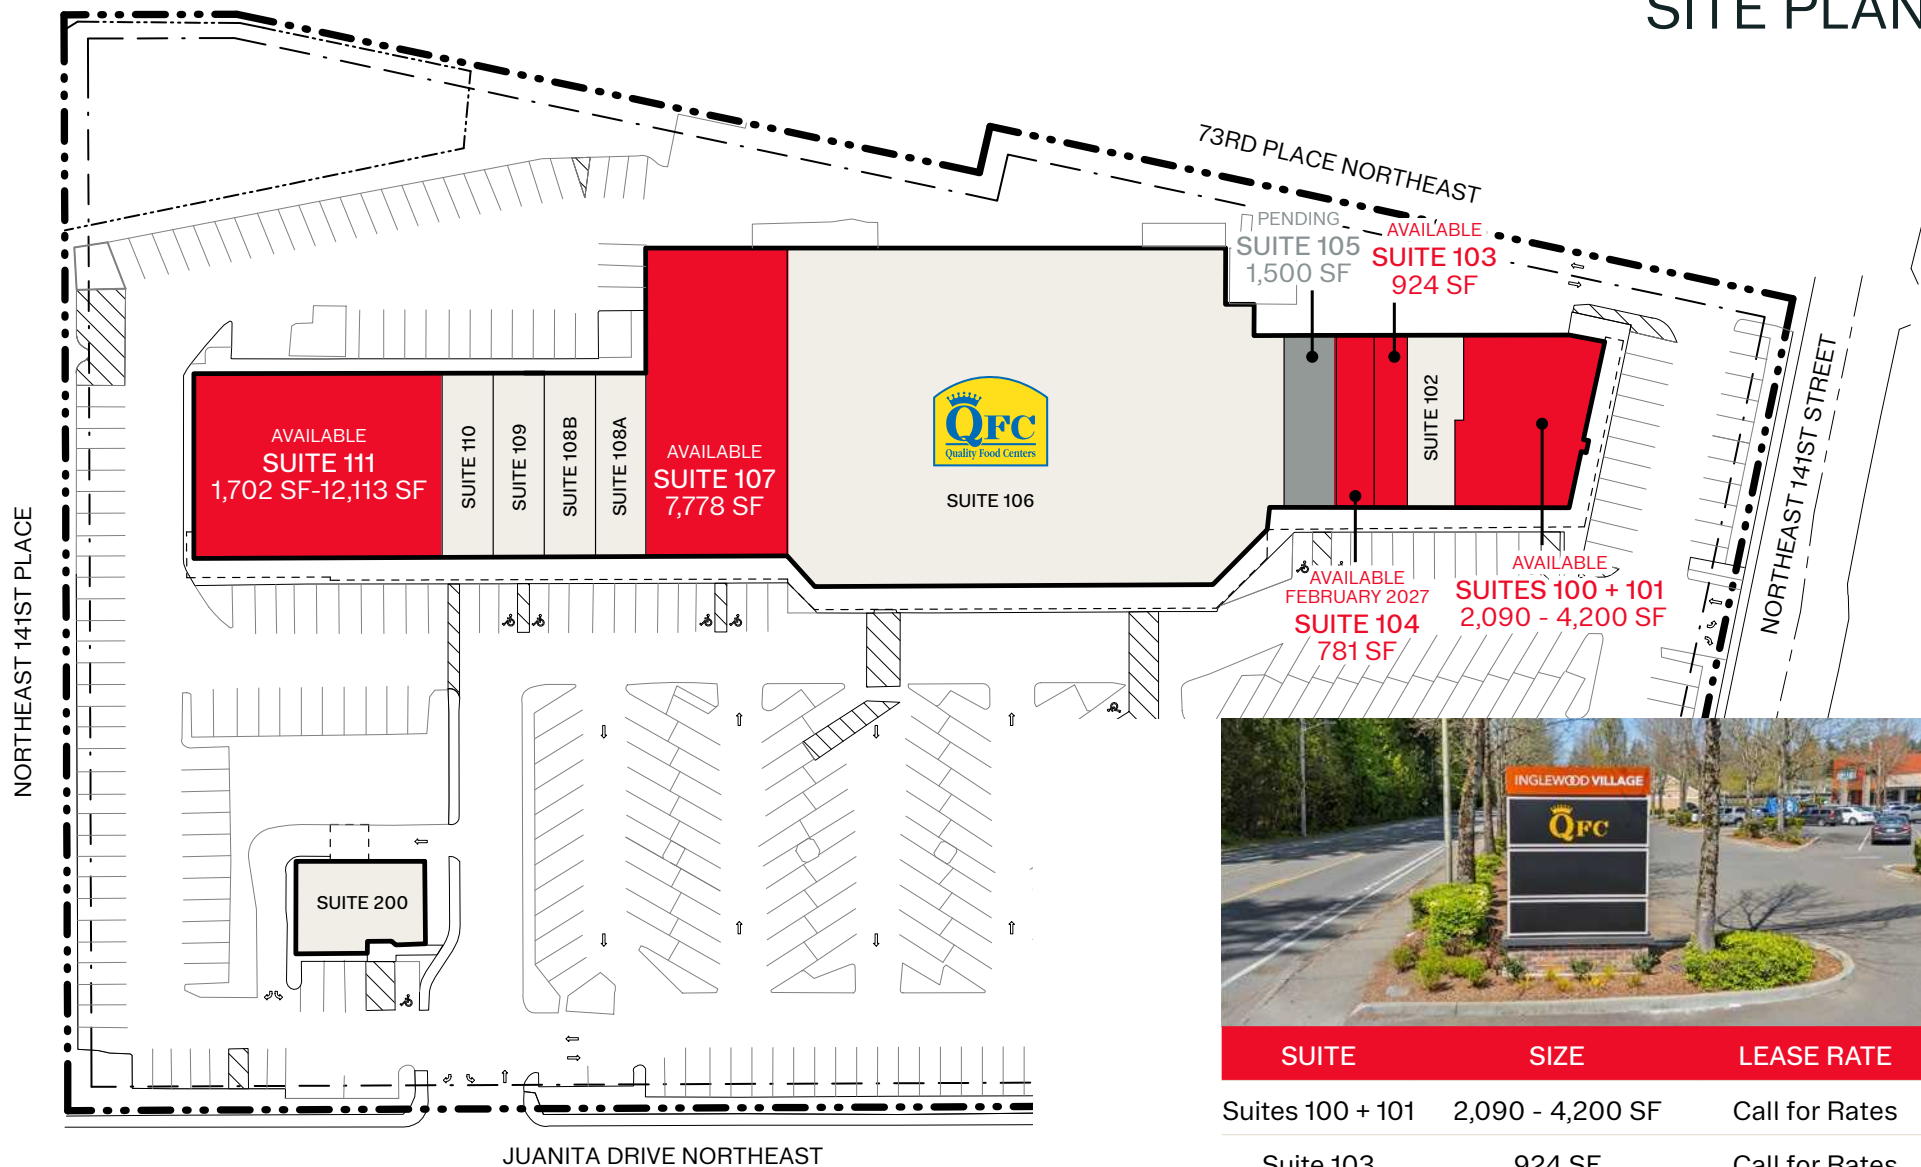 SITE PLAN
73RD PLACE NORTHEAST
PENDING
SUITE 105
1,500 SF
AVAILABLE
SUITE 103
924 SF
NORTHEAST 141ST STREET
NORTHEAST 141ST PLACE
AVAILABLE
SUITE 111
1,702 SF-12,113 SF
SUITE 110
SUITE 109
SUITE 108B
SUITE 108A
AVAILABLE
SUITE 107
7,778 SF
QFC
Quality Food Centers
SUITE 106
SUITE 102
AVAILABLE
FEBRUARY 2027
SUITE 104
781 SF
AVAILABLE
SUITES 100 + 101
2,090 - 4,200 SF
SUITE 200
JUANITA DRIVE NORTHEAST
INGLEWOOD VILLAGE
QFC
SUITE SIZE LEASE RATE
Suites 100 + 101 2,090 - 4,200 SF Call for Rates
Suite 103 924 SF Call for Rates